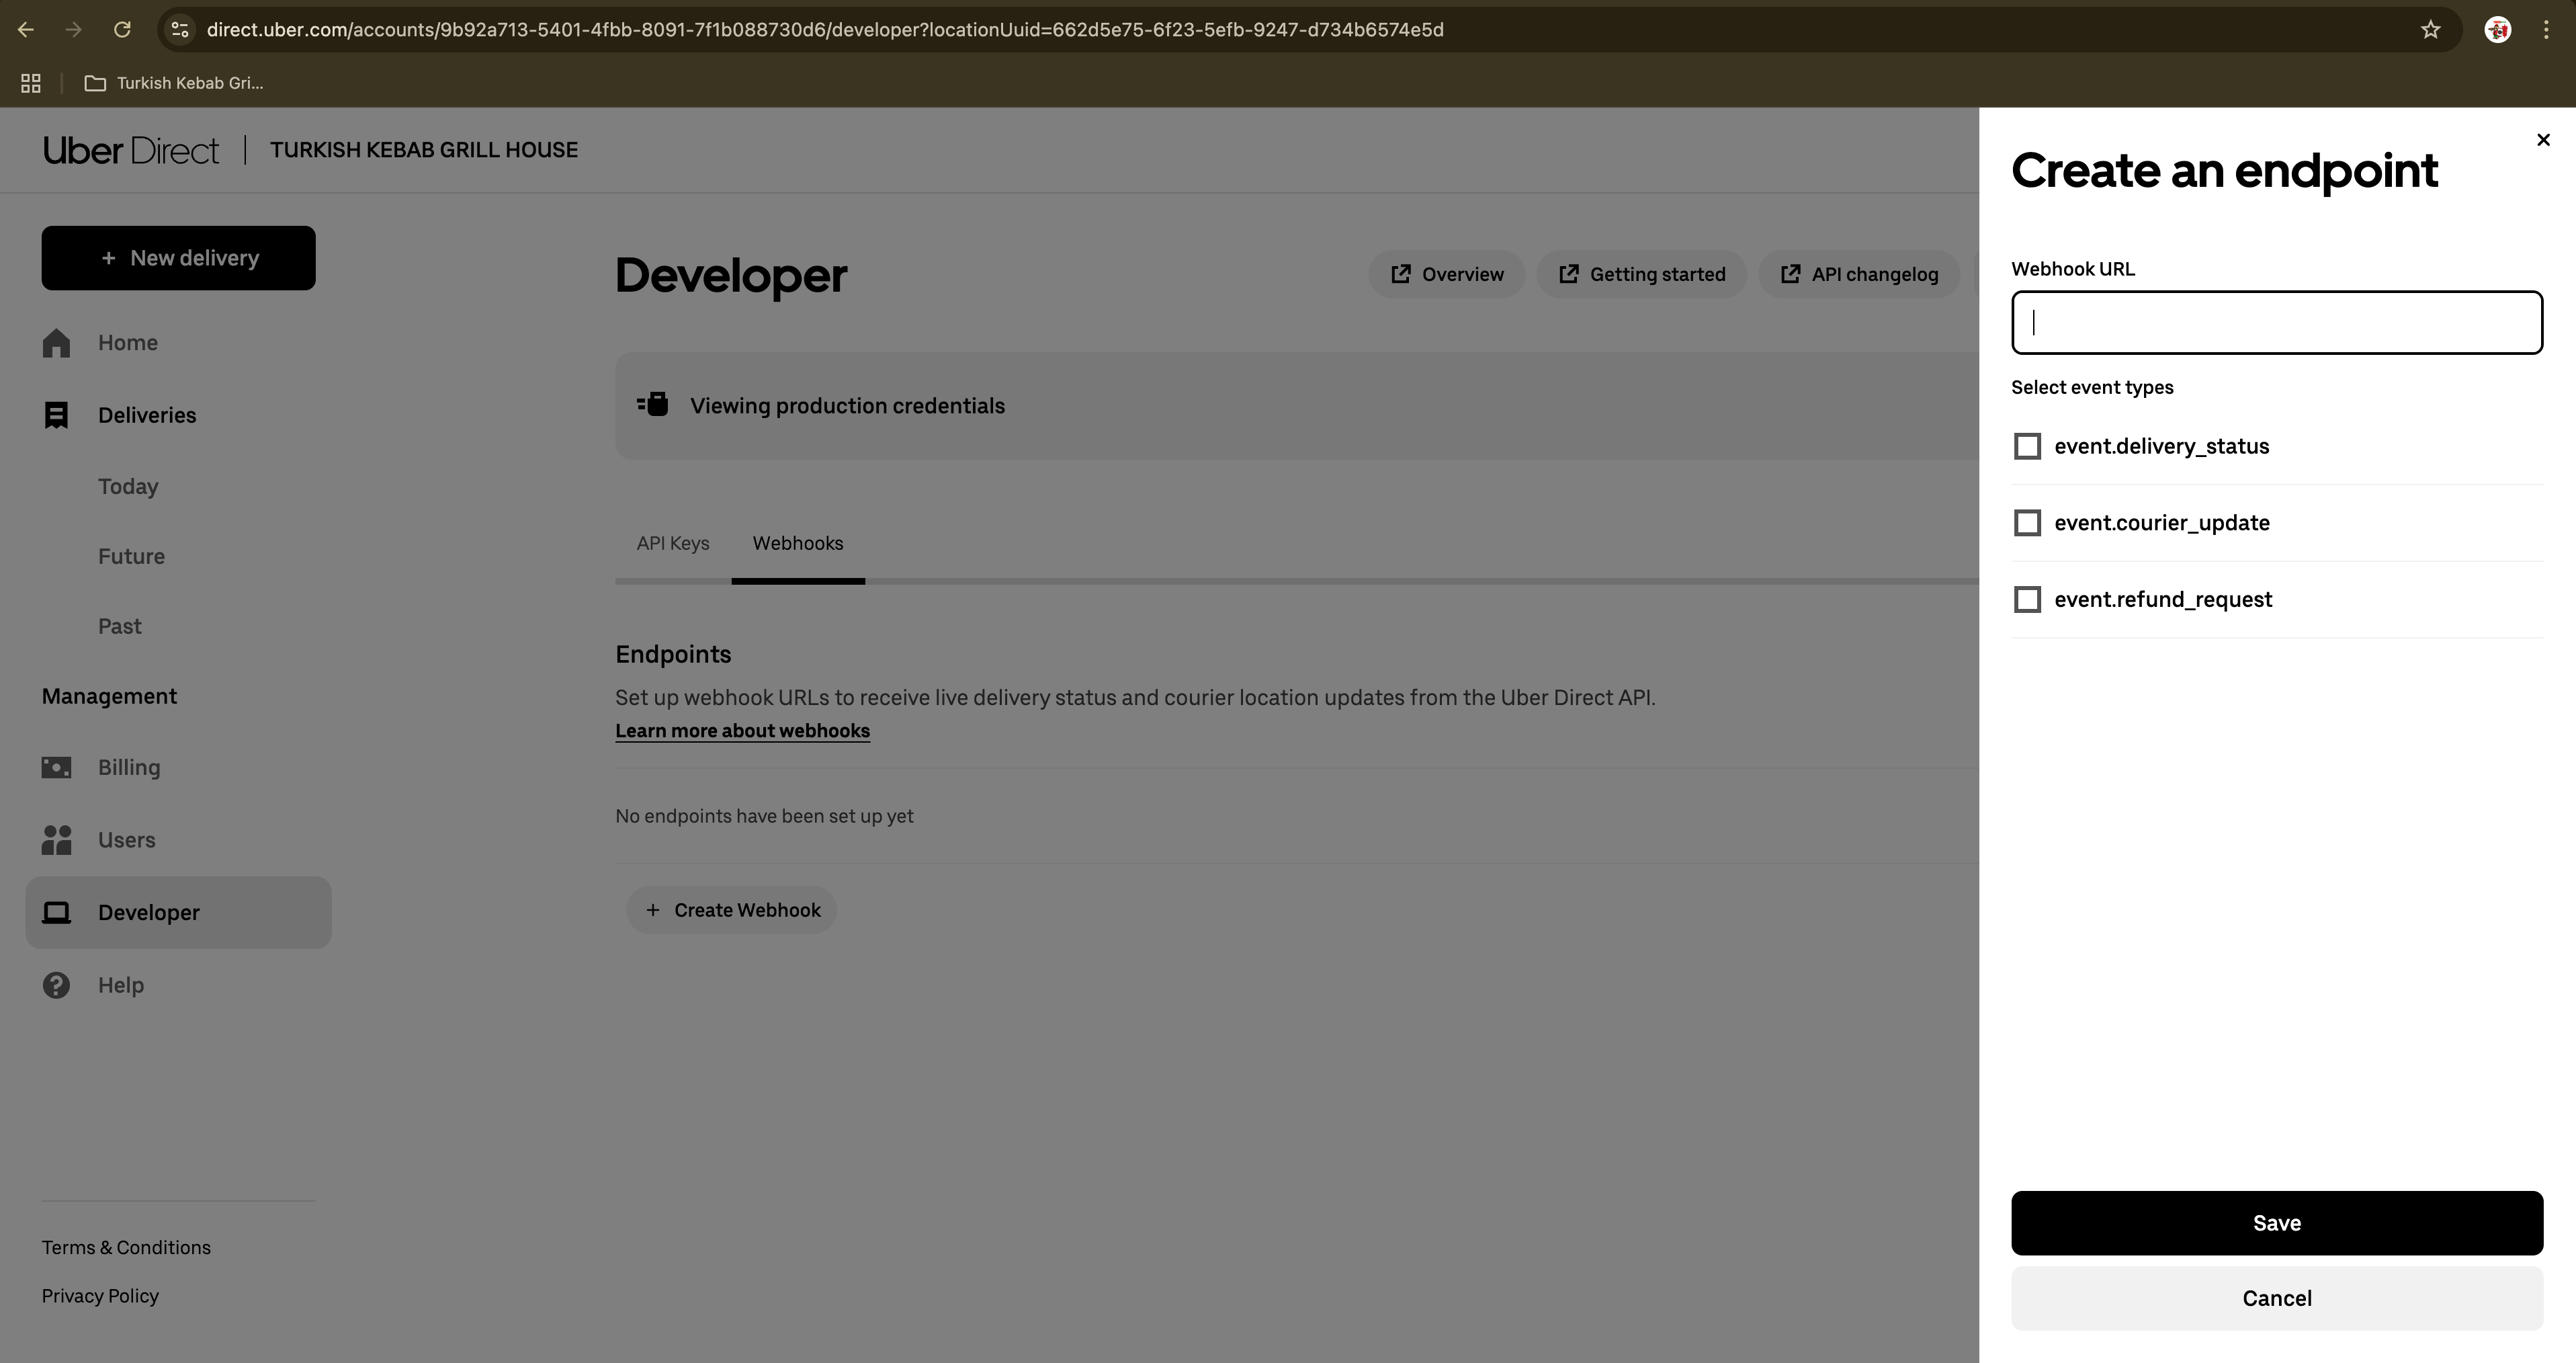 direct.uber.com/accounts/9b92a713-5401-4fbb-8091-7f1b088730d6/developer?locationUuid=662d5e75-6f23-5efb-9247-d734b6574e5d
Turkish Kebab Gri...
Uber Direct
TURKISH KEBAB GRILL HOUSE
+ New delivery
Home
Deliveries
Today
Future
Past
Management
Billing
Users
Developer
Help
Terms & Conditions
Privacy Policy
Developer
Overview
Getting started
API changelog
Viewing production credentials
API Keys
Webhooks
Endpoints
Set up webhook URLs to receive live delivery status and courier location updates from the Uber Direct API.
Learn more about webhooks
No endpoints have been set up yet
+ Create Webhook
Create an endpoint
Webhook URL
Select event types
event.delivery_status
event.courier_update
event.refund_request
Save
Cancel